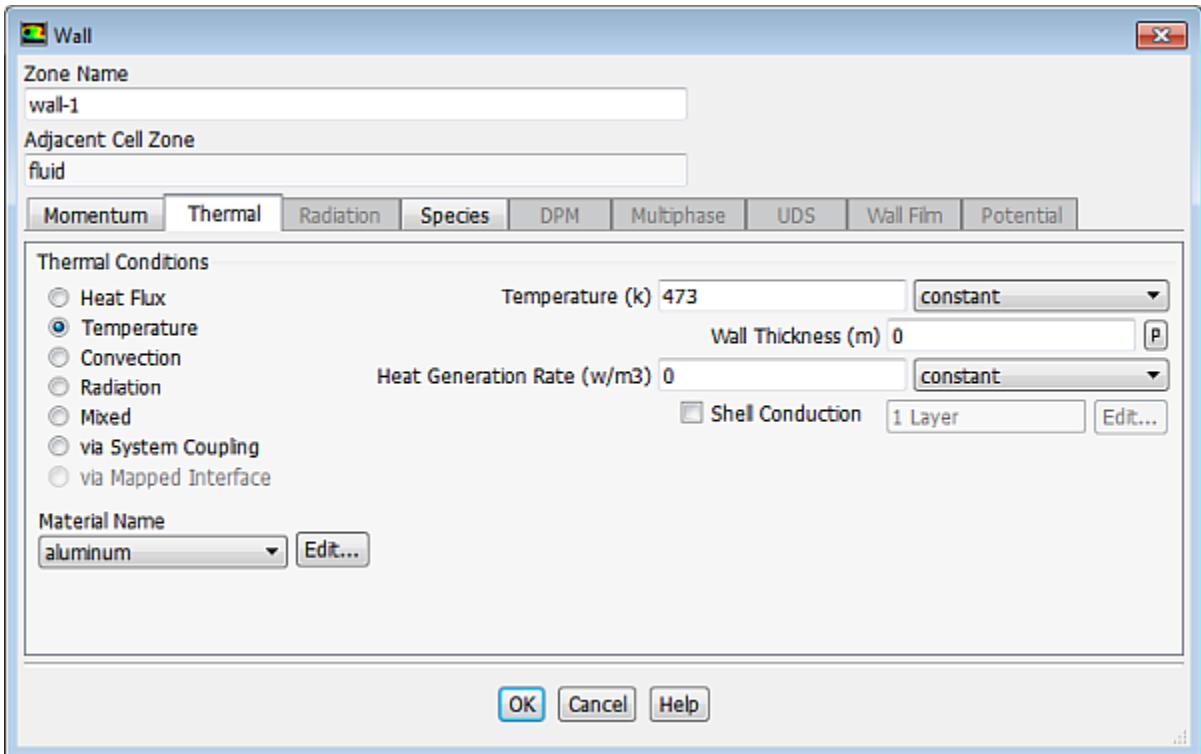 Wall
Zone Name
wall-1
Adjacent Cell Zone
fluid
Momentum Thermal Radiation Species DPM Multiphase UDS Wall Film Potential
Thermal Conditions
Heat Flux
Temperature (k) 473 constant
Temperature
Wall Thickness (m) 0 P
Convection
Heat Generation Rate (w/m3) 0 constant
Radiation
Mixed
Shell Conduction 1 Layer Edit...
via System Coupling
via Mapped Interface
Material Name
aluminum Edit...
OK Cancel Help